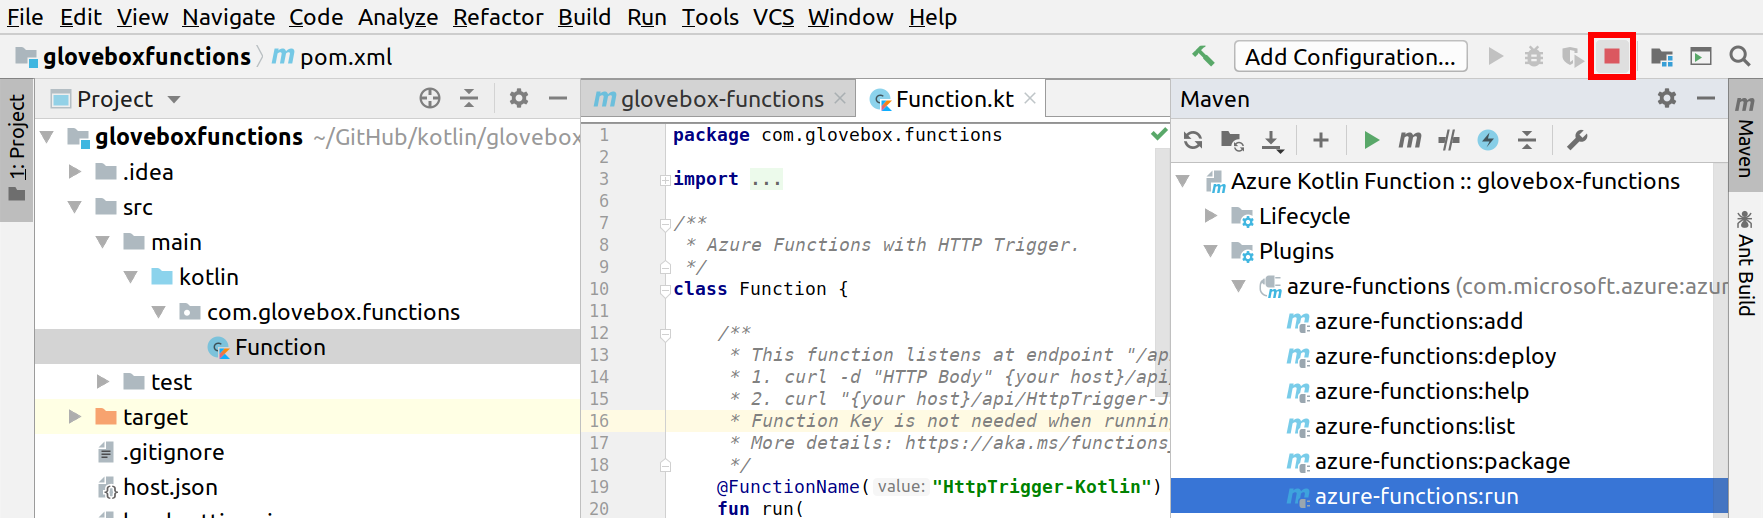 File Edit View Navigate Code Analyze Refactor Build Run Tools VCS Window Help
gloveboxfunctions pom.xml Add Configuration...
1: Project
Project
gloveboxfunctions ~/GitHub/kotlin/glovebox
.idea
src
main
kotlin
com.glovebox.functions
Function
test
target
.gitignore
host.json
glovebox-functions Function.kt
1 package com.glovebox.functions
2
3 import ...
6
7 /**
8 * Azure Functions with HTTP Trigger.
9 */
10 class Function {
11
12 /**
13 * This function listens at endpoint "/ap
14 * 1. curl -d "HTTP Body" {your host}/api
15 * 2. curl "{your host}/api/HttpTrigger-J
16 * Function Key is not needed when runnin
17 * More details: https://aka.ms/functions
18 */
19 @FunctionName( value: "HttpTrigger-Kotlin")
20 fun run(
Maven
Azure Kotlin Function :: glovebox-functions
Lifecycle
Plugins
azure-functions (com.microsoft.azure:azur
azure-functions:add
azure-functions:deploy
azure-functions:help
azure-functions:list
azure-functions:package
azure-functions:run
Maven
Ant Build